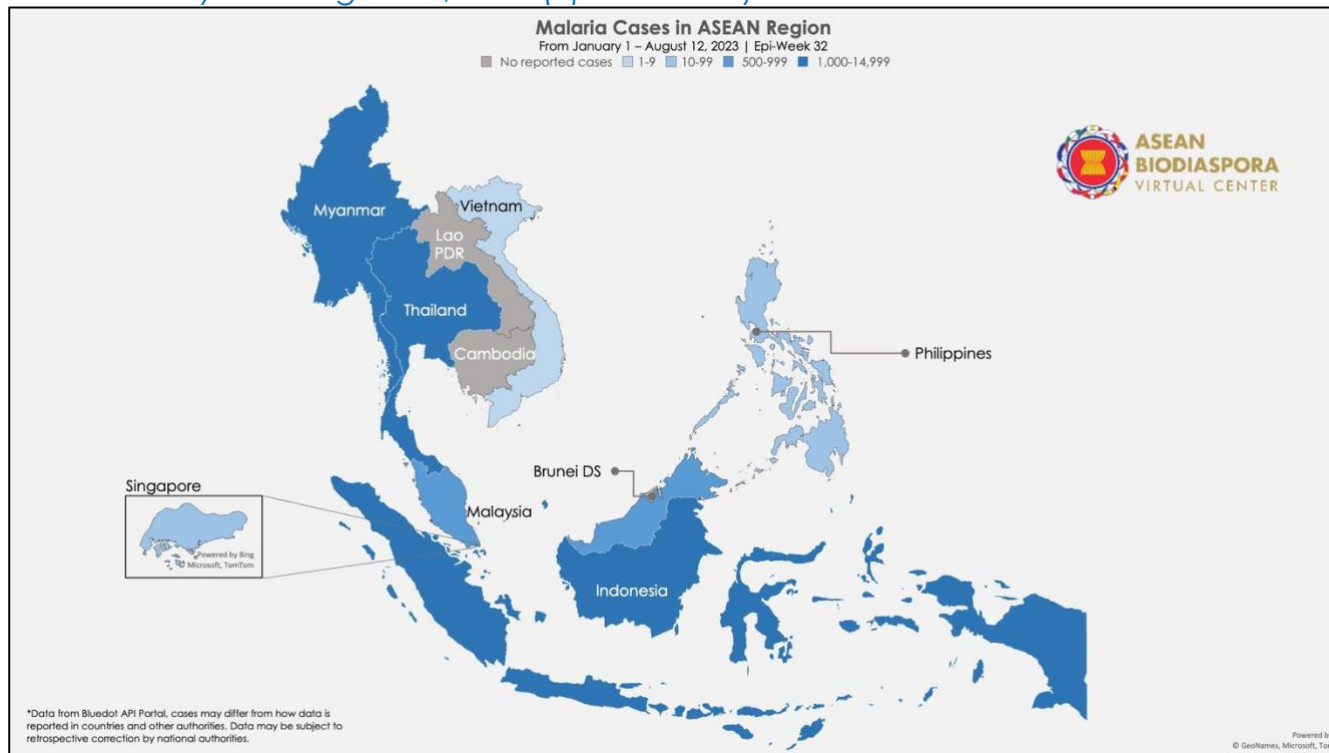 Malaria Cases in ASEAN Region
From January 1 – August 12, 2023 | Epi-Week 32
No reported cases 1-9 10-99 500-999 1,000-14,999
ASEAN
BIODIASPORA
VIRTUAL CENTER
Myanmar
Vietnam
Lao
PDR
Thailand
Cambodia
Philippines
Brunei DS
Singapore
Malaysia
Powered by Bing
Microsoft, TomTom
Indonesia
*Data from Bluedot API Portal, cases may differ from how data is
reported in countries and other authorities. Data may be subject to
retrospective correction by national authorities.
Powered by
© GeoNames, Microsoft,